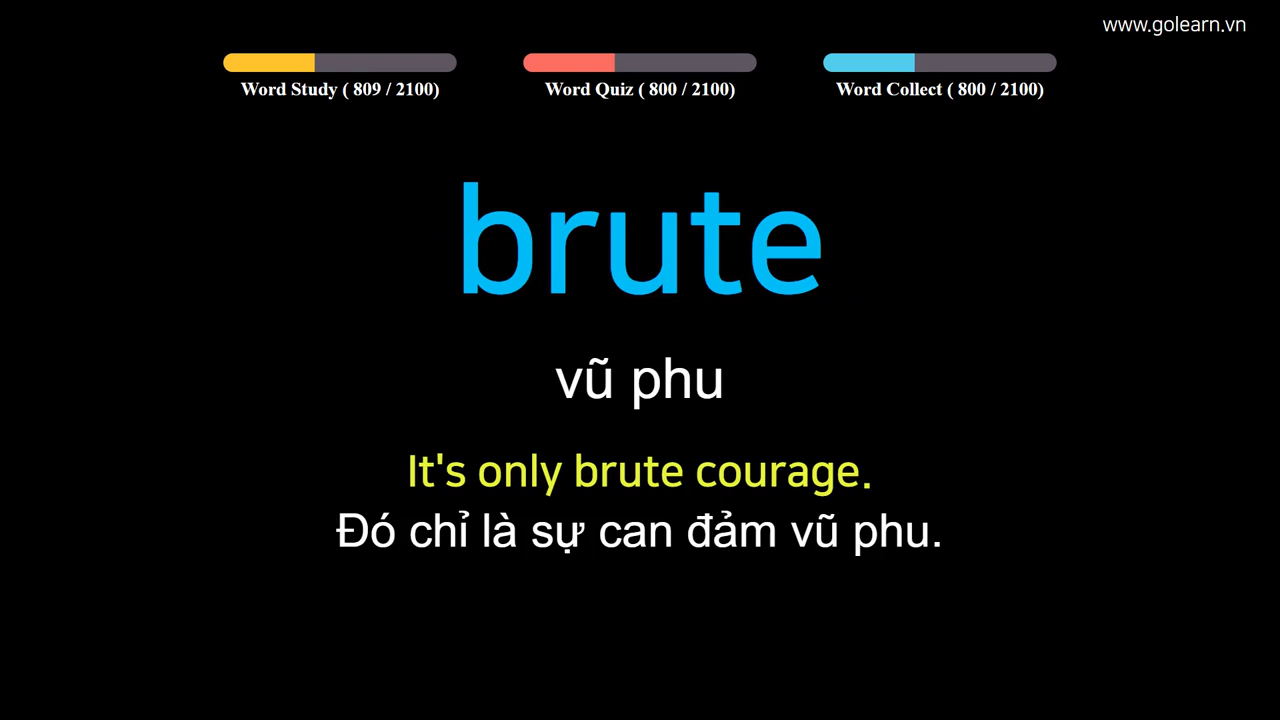 www.golearn.vn
Word Study ( 809 / 2100)
Word Quiz ( 800 / 2100)
Word Collect ( 800 / 2100)
brute
vũ phu
It's only brute courage.
Đó chỉ là sự can đảm vũ phu.